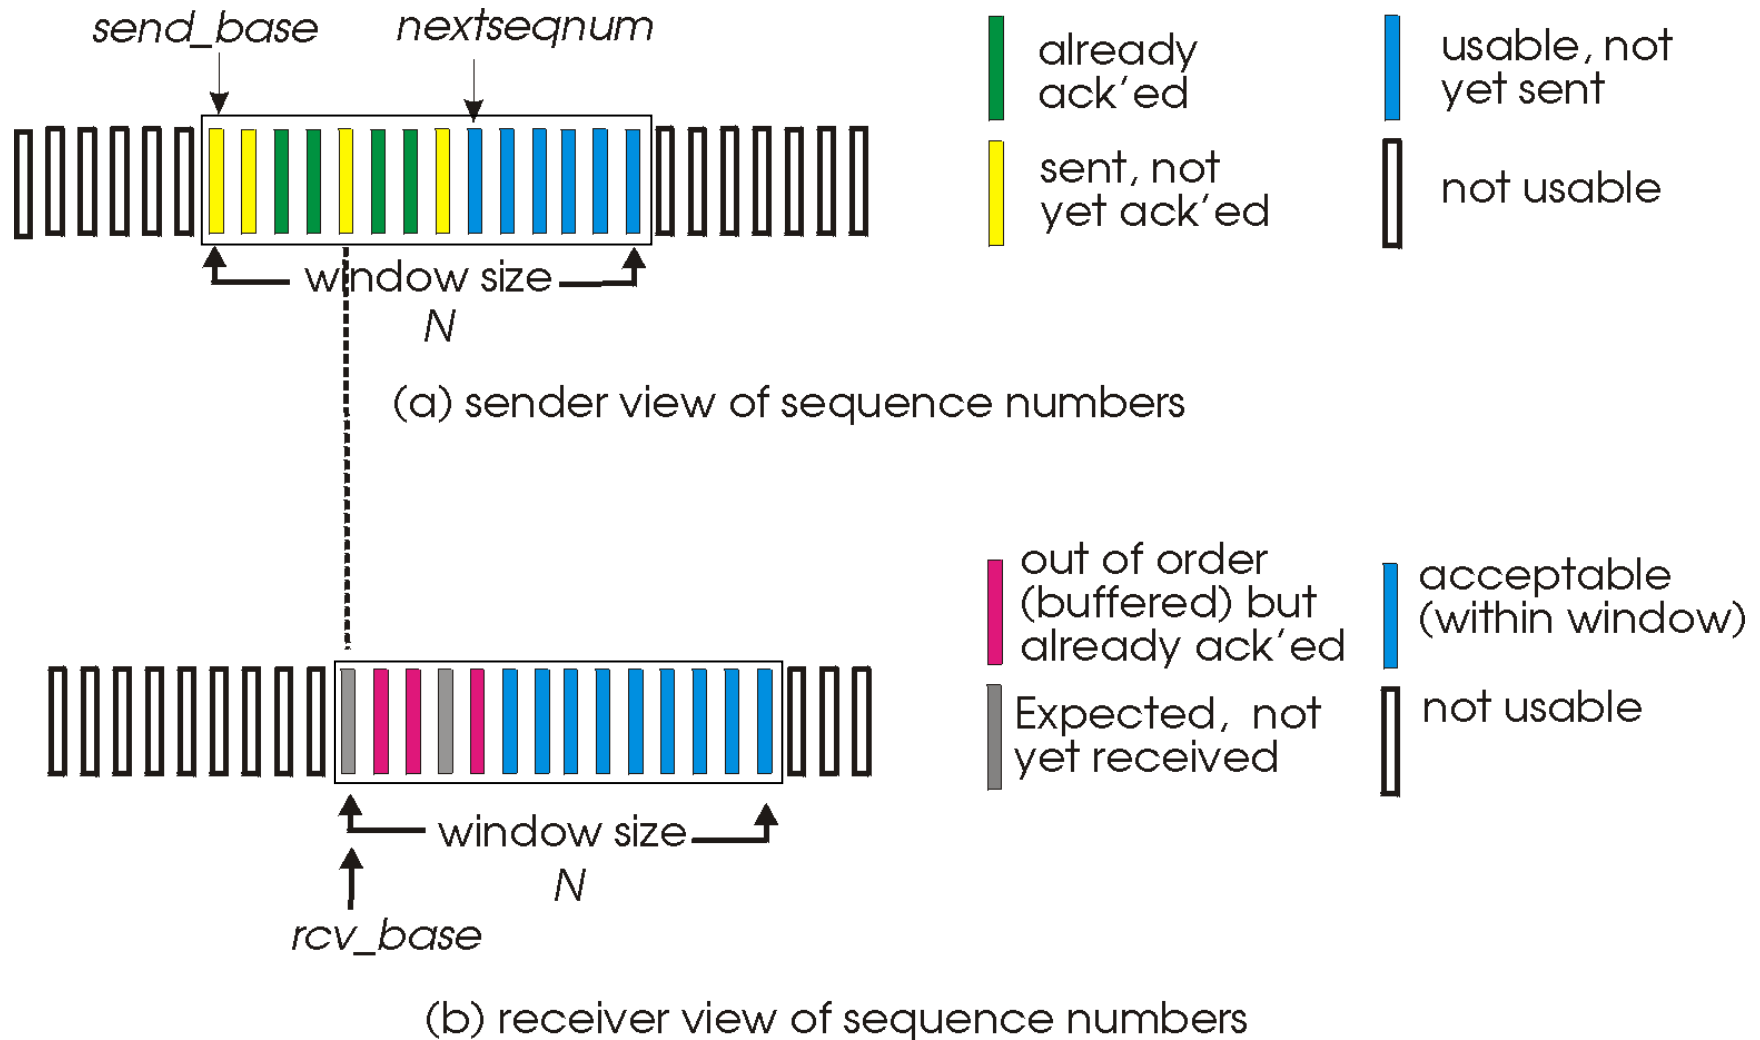 send_base
nextseqnum
already
ack'ed
usable, not
yet sent
sent, not
yet ack'ed
not usable
window size
N
(a) sender view of sequence numbers
out of order
(buffered) but
already ack'ed
acceptable
(within window)
Expected, not
yet received
not usable
window size
N
rcv_base
(b) receiver view of sequence numbers